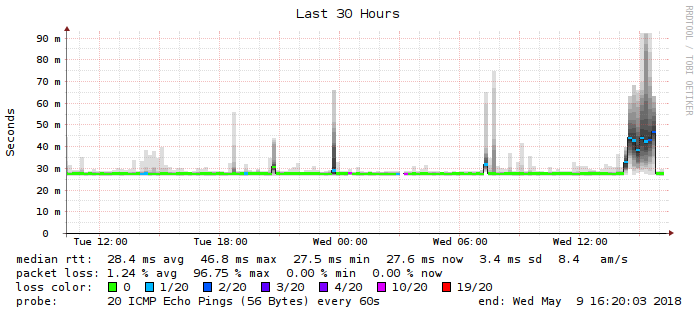 Last 30 Hours
RRDTOOL / TOBI OETIKER
Seconds
90 m
80 m
70 m
60 m
50 m
40 m
30 m
20 m
10 m
0
Tue 12:00 Tue 18:00 Wed 00:00 Wed 06:00 Wed 12:00
median rtt: 28.4 ms avg 46.8 ms max 27.5 ms min 27.6 ms now 3.4 ms sd 8.4 am/s
packet loss: 1.24 % avg 96.75 % max 0.00 % min 0.00 % now
loss color: 0 1/20 2/20 3/20 4/20 10/20 19/20
probe: 20 ICMP Echo Pings (56 Bytes) every 60s end: Wed May 9 16:20:03 2018